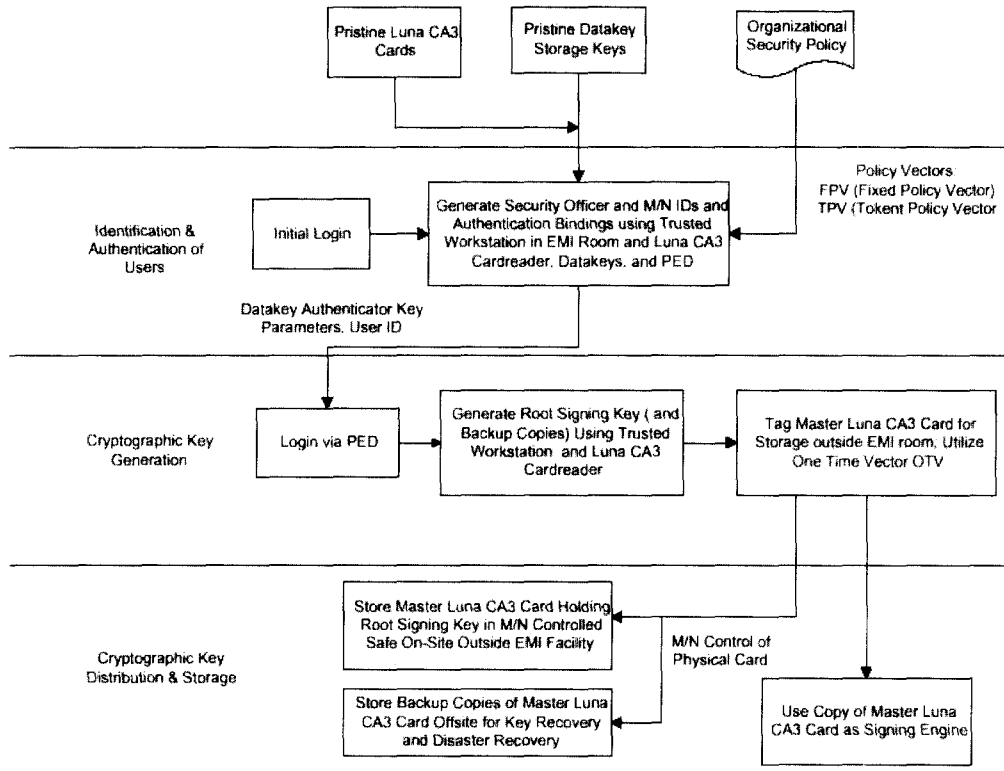 Pristine Luna CA3
Cards
Pristine Datakey
Storage Keys
Organizational
Security Policy
Policy Vectors:
FPV (Fixed Policy Vector)
TPV (Tokent Policy Vector
Identification &
Authentication of
Users
Initial Login
Generate Security Officer and M/N IDs and
Authentication Bindings using Trusted
Workstation in EMI Room and Luna CA3
Cardreader, Datakeys, and PED
Datakey Authenticator Key
Parameters, User ID
Cryptographic Key
Generation
Login via PED
Generate Root Signing Key ( and
Backup Copies) Using Trusted
Workstation and Luna CA3
Cardreader
Tag Master Luna CA3 Card for
Storage outside EMI room; Utilize
One Time Vector OTV
Cryptographic Key
Distribution & Storage
Store Master Luna CA3 Card Holding
Root Signing Key in M/N Controlled
Safe On-Site Outside EMI Facility
M/N Control of
Physical Card
Store Backup Copies of Master Luna
CA3 Card Offsite for Key Recovery
and Disaster Recovery
Use Copy of Master Luna
CA3 Card as Signing Engine